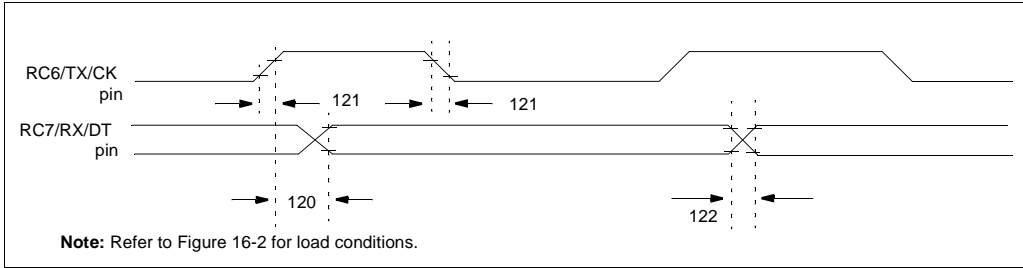 RC6/TX/CK
pin
121
121
RC7/RX/DT
pin
120
122
Note: Refer to Figure 16-2 for load conditions.